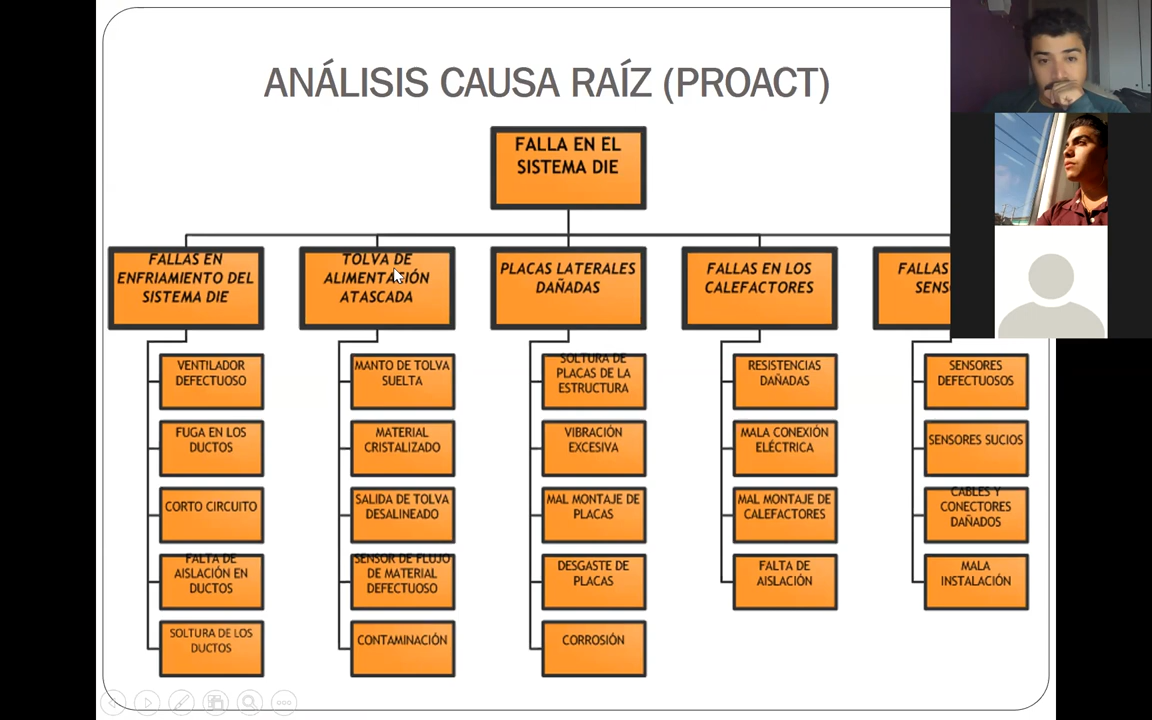 ANÁLISIS CAUSA RAÍZ (PROACT)
FALLA EN EL
SISTEMA DIE
FALLAS EN
ENFRIAMIENTO DEL
SISTEMA DIE
VENTILADOR
DEFECTUOSO
FUGA EN LOS
DUCTOS
CORTO CIRCUITO
FALTA DE
AISLACIÓN EN
DUCTOS
SOLTURA DE LOS
DUCTOS
TOLVA DE
ALIMENTACIÓN
ATASCADA
MANTO DE TOLVA
SUELTA
MATERIAL
CRISTALIZADO
SALIDA DE TOLVA
DESALINEADO
SENSOR DE FLUJO
DE MATERIAL
DEFECTUOSO
CONTAMINACIÓN
PLACAS LATERALES
DAÑADAS
SOLTURA DE
PLACAS DE LA
ESTRUCTURA
VIBRACIÓN
EXCESIVA
MAL MONTAJE DE
PLACAS
DESGASTE DE
PLACAS
CORROSIÓN
FALLAS EN LOS
CALEFACTORES
RESISTENCIAS
DAÑADAS
MALA CONEXIÓN
ELÉCTRICA
MAL MONTAJE DE
CALEFACTORES
FALTA DE
AISLACIÓN
FALLAS
SENS
SENSORES
DEFECTUOSOS
SENSORES SUCIOS
CABLES Y
CONECTORES
DAÑADOS
MALA
INSTALACIÓN